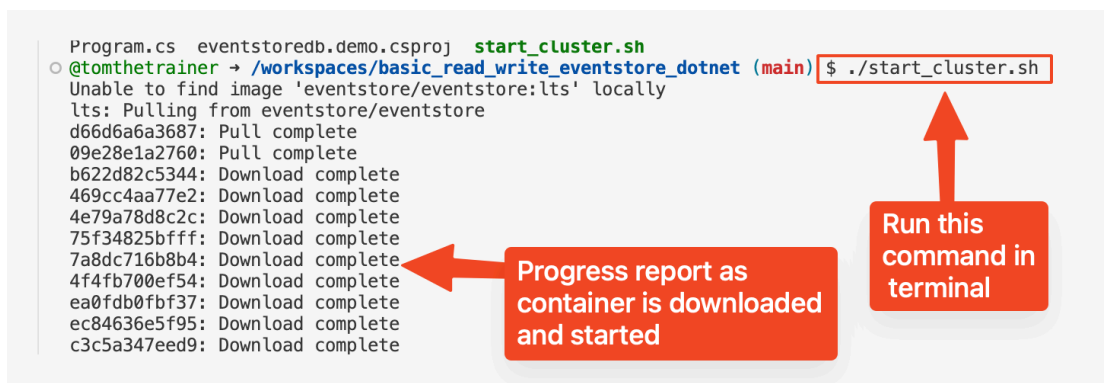 Program.cs eventstoredb.demo.csproj start_cluster.sh
@tomthetrainer → /workspaces/basic_read_write_eventstore_dotnet (main) $ ./start_cluster.sh
Unable to find image 'eventstore/eventstore:lts' locally
lts: Pulling from eventstore/eventstore
d66d6a6a3687: Pull complete
09e28e1a2760: Pull complete
b622d82c5344: Download complete
469cc4aa77e2: Download complete
4e79a78d8c2c: Download complete
75f34825bfff: Download complete
7a8dc716b8b4: Download complete
4f4fb700ef54: Download complete
ea0fdb0fbf37: Download complete
ec84636e5f95: Download complete
c3c5a347eed9: Download complete
Progress report as
container is downloaded
and started
Run this
command in
terminal